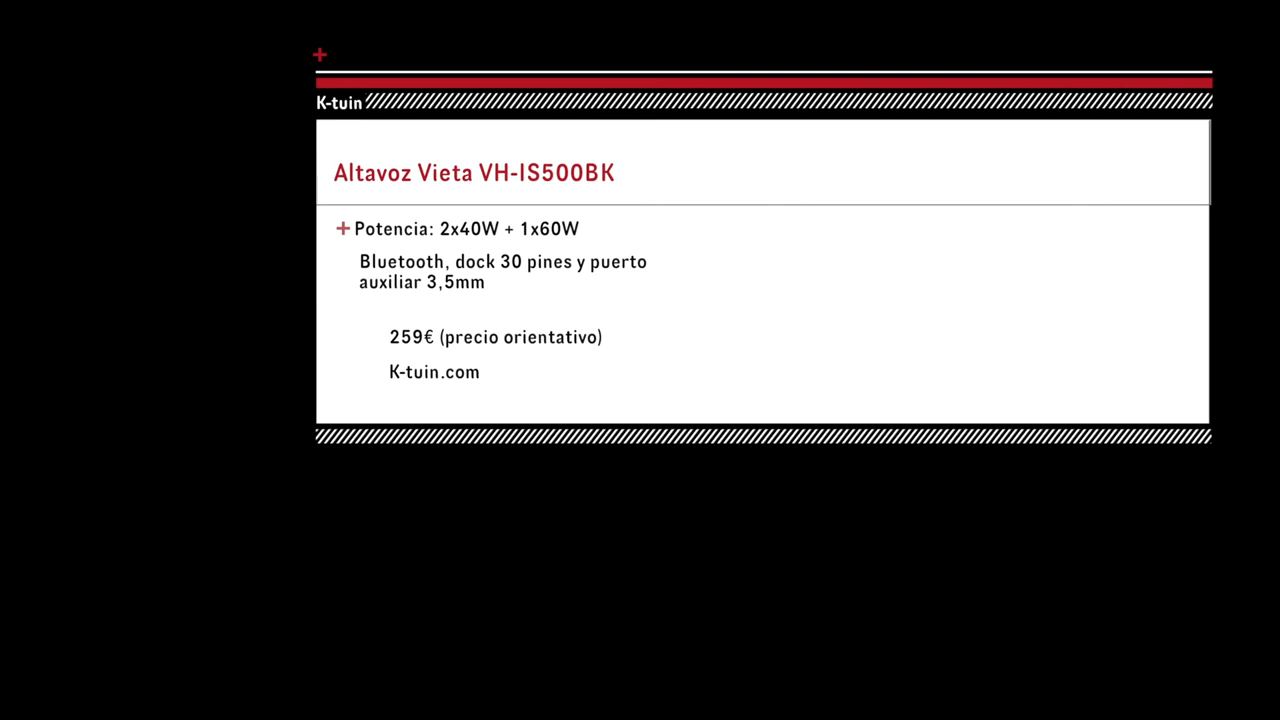 K-tuin
Altavoz Vieta VH-IS500BK
Potencia: 2x40W + 1x60W
Bluetooth, dock 30 pines y puerto
auxiliar 3,5mm
259€ (precio orientativo)
K-tuin.com